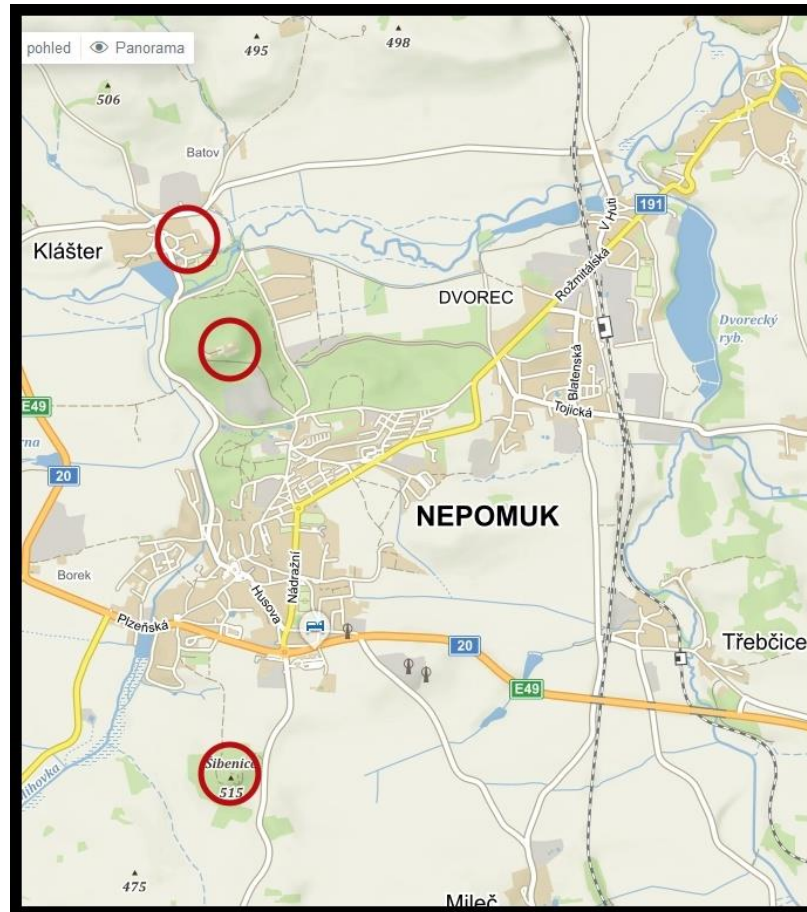 pohled Panorama
495
498
506
Batov
191
V Huti
Klášter
Rožmitálská
DVOREC
Dvorecký
ryb.
Blatenská
E49
Tojická
20
NEPOMUK
Borek
Husova
Nádražní
Plzeňská
20
Třebčice
E49
Šibenice
515
475
Mileč